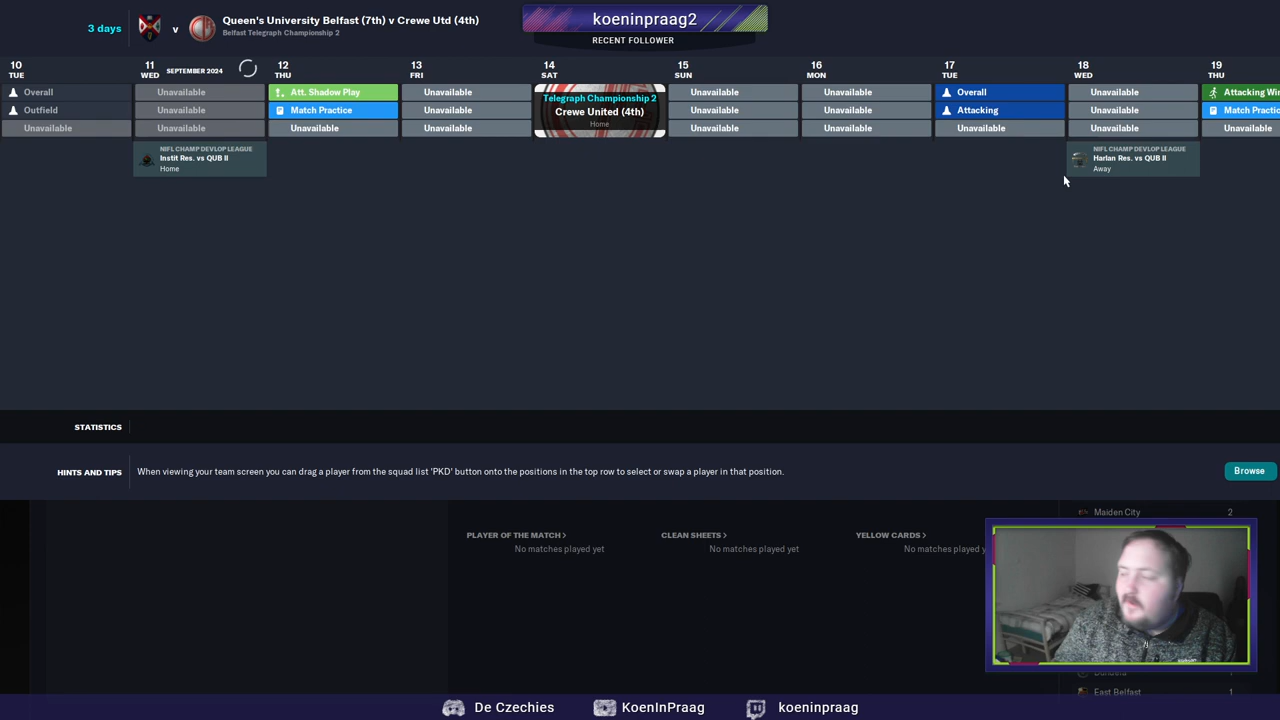 koeninpraag2
RECENT FOLLOWER
3 days
v
Queen's University Belfast (7th) v Crewe Utd (4th)
Belfast Telegraph Championship 2
10
TUE
11
WED
SEPTEMBER 2024
12
THU
13
FRI
14
SAT
15
SUN
16
MON
17
TUE
18
WED
19
THU
Overall
Unavailable
Att. Shadow Play
Unavailable
Telegraph Championship 2
Unavailable
Unavailable
Overall
Unavailable
Attacking Win
Outfield
Unavailable
Match Practice
Unavailable
Crewe United (4th)
Unavailable
Unavailable
Attacking
Unavailable
Match Practic
Unavailable
Unavailable
Unavailable
Unavailable
Home
Unavailable
Unavailable
Unavailable
Unavailable
Unavailable
NIFL CHAMP DEVLOP LEAGUE
Instit Res. vs QUB II
Home
NIFL CHAMP DEVLOP LEAGUE
Harlan Res. vs QUB II
Away
STATISTICS
HINTS AND TIPS
When viewing your team screen you can drag a player from the squad list 'PKD' button onto the positions in the top row to select or swap a player in that position.
Browse
Maiden City 2
PLAYER OF THE MATCH >
No matches played yet
CLEAN SHEETS >
No matches played yet
YELLOW CARDS >
No matches played y
East Belfast 1
De Czechies
KoenInPraag
koeninpraag